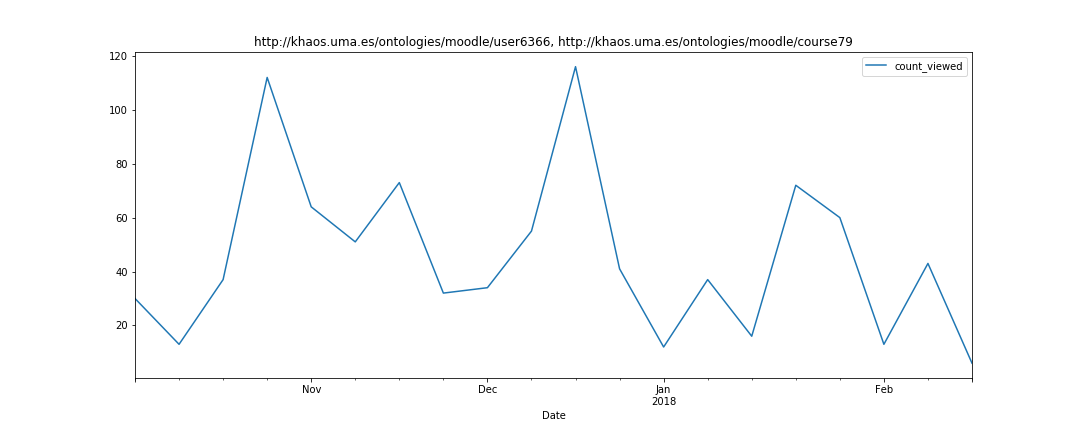 http://khaos.uma.es/ontologies/moodle/user6366, http://khaos.uma.es/ontologies/moodle/course79
count_viewed
120
100
80
60
40
20
Nov
Dec
Jan
2018
Feb
Date